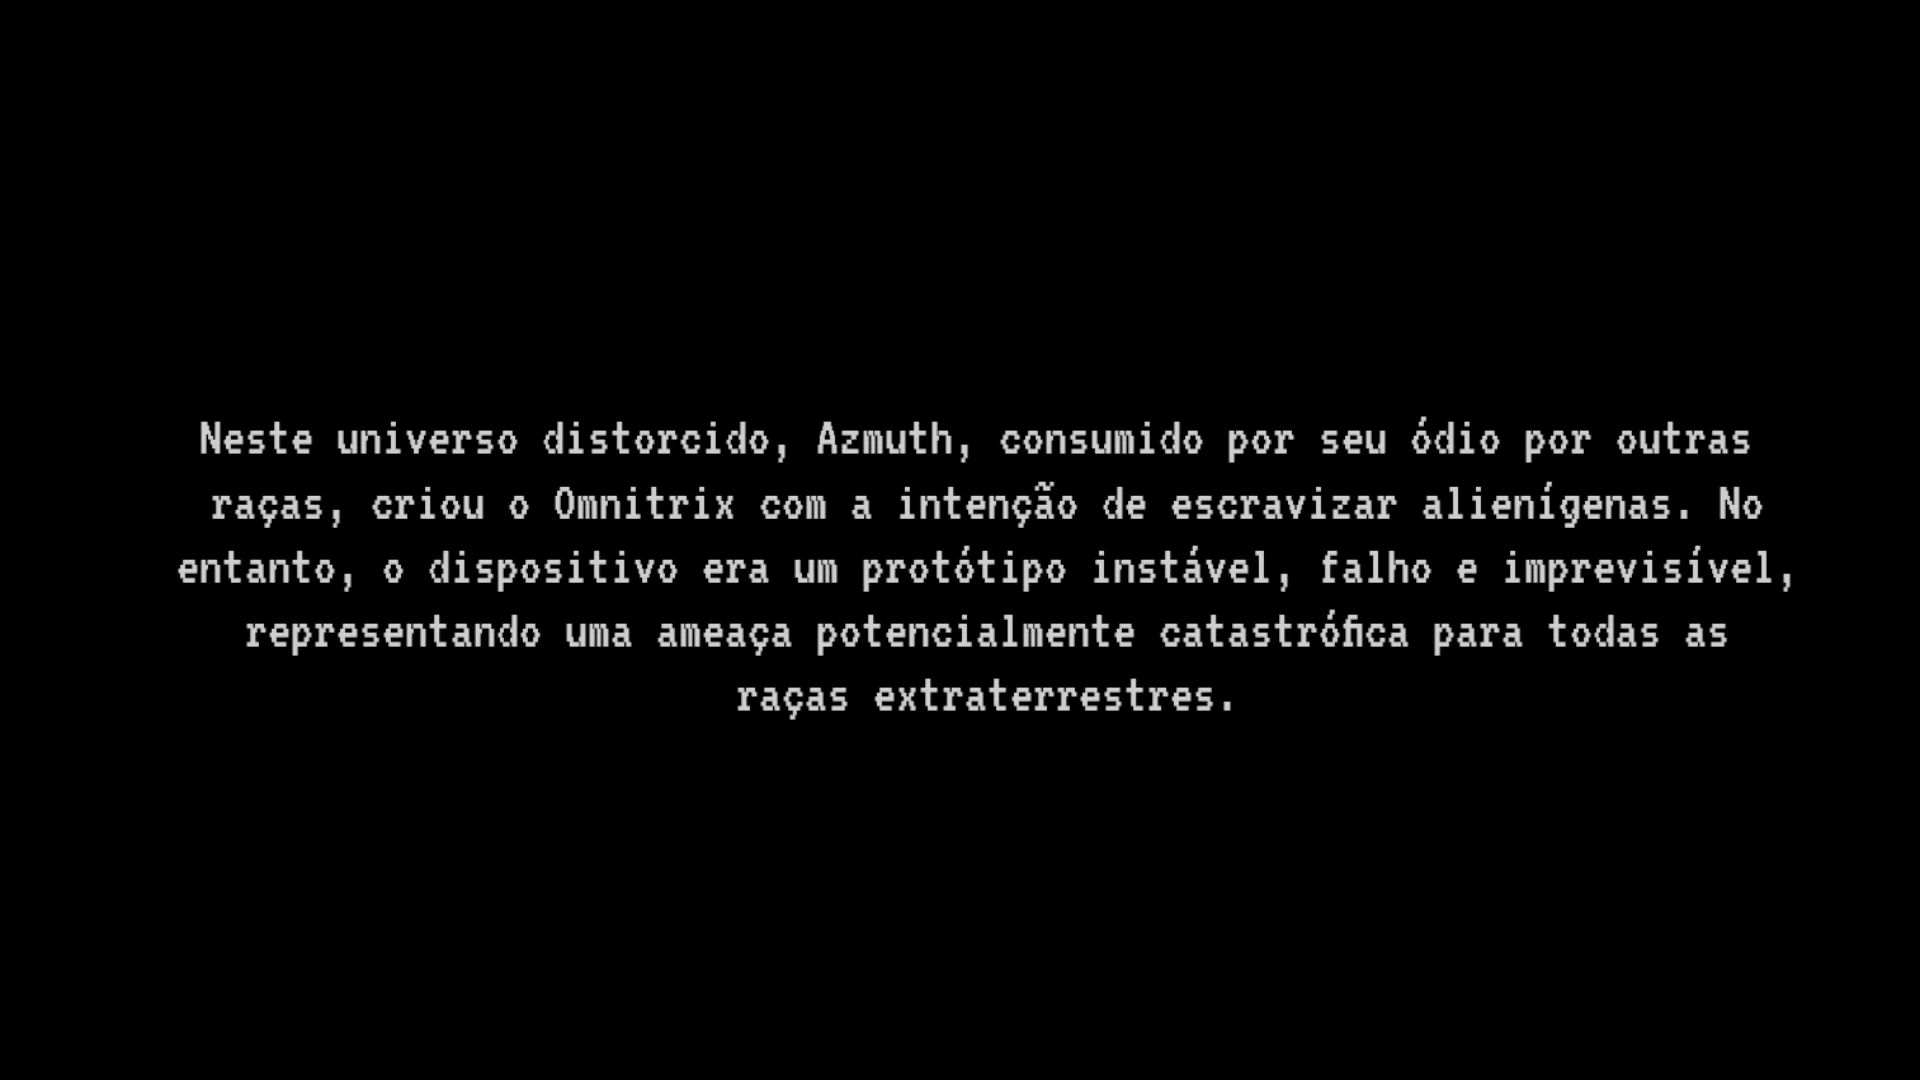 Neste universo distorcido, Azmuth, consumido por seu ódio por outras
raças, criou o Omnitrix com a intenção de escravizar alienígenas. No
entanto, o dispositivo era um protótipo instável, falho e imprevisível,
representando uma ameaça potencialmente catastrófica para todas as
raças extraterrestres.